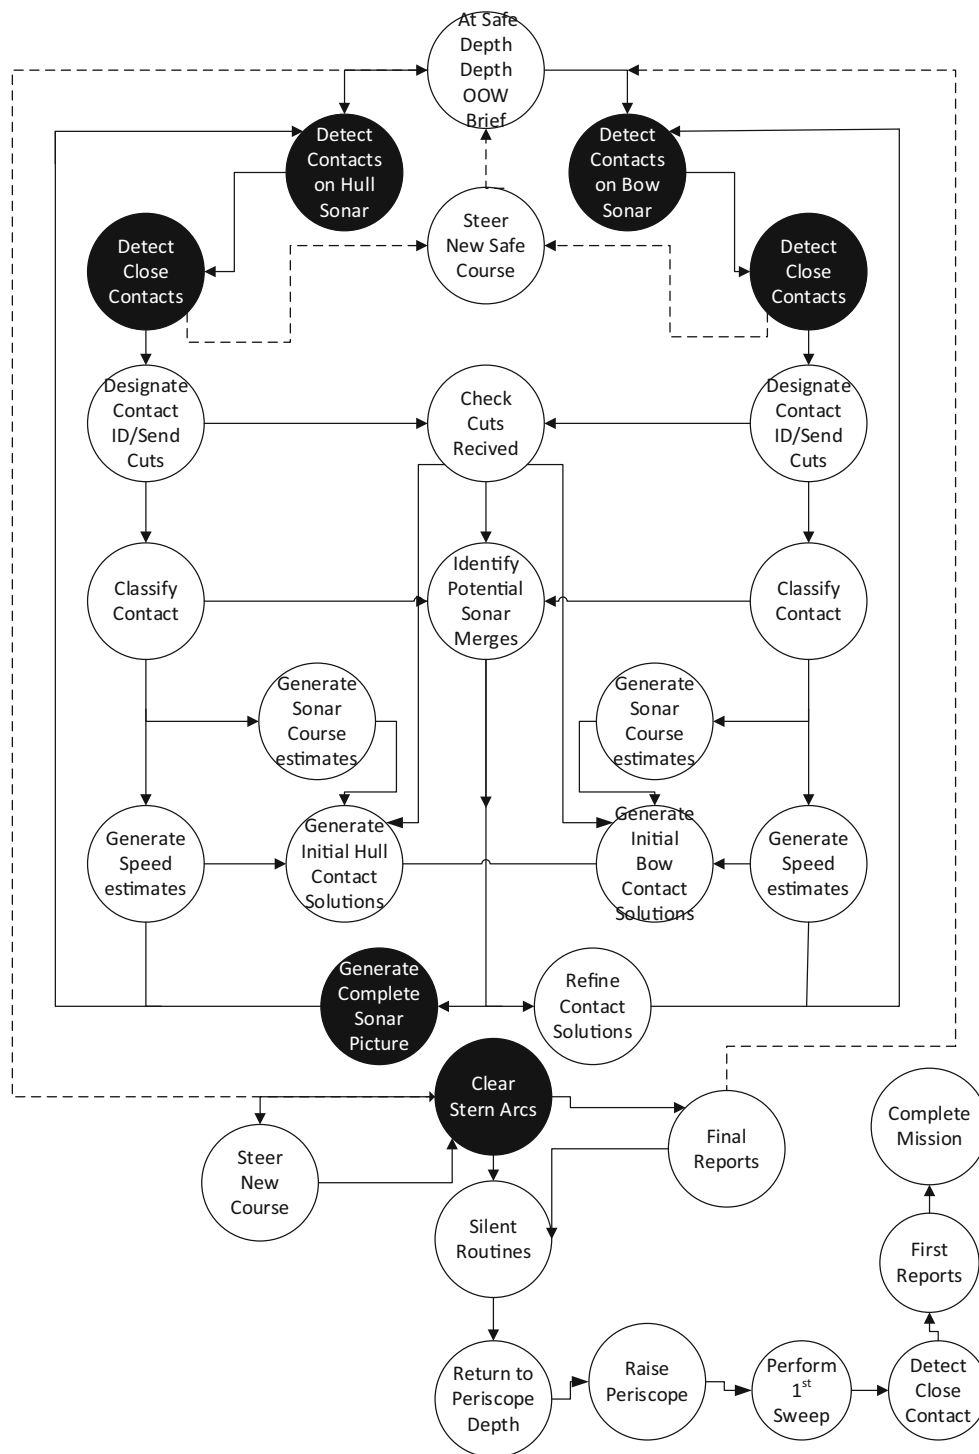 At Safe
Depth
Depth
OOW
Brief
Detect
Contacts
on Hull
Sonar
Detect
Contacts
on Bow
Sonar
Steer
New Safe
Course
Detect
Close
Contacts
Detect
Close
Contacts
Designate
Contact
ID/Send
Cuts
Check
Cuts
Recived
Designate
Contact
ID/Send
Cuts
Classify
Contact
Identify
Potential
Sonar
Merges
Classify
Contact
Generate
Sonar
Course
estimates
Generate
Sonar
Course
estimates
Generate
Speed
estimates
Generate
Initial Hull
Contact
Solutions
Generate
Initial
Bow
Contact
Solutions
Generate
Speed
estimates
Generate
Complete
Sonar
Picture
Refine
Contact
Solutions
Clear
Stern Arcs
Steer
New
Course
Final
Reports
Complete
Mission
Silent
Routines
First
Reports
Return to
Periscope
Depth
Raise
Periscope
Perform
1st
Sweep
Detect
Close
Contact